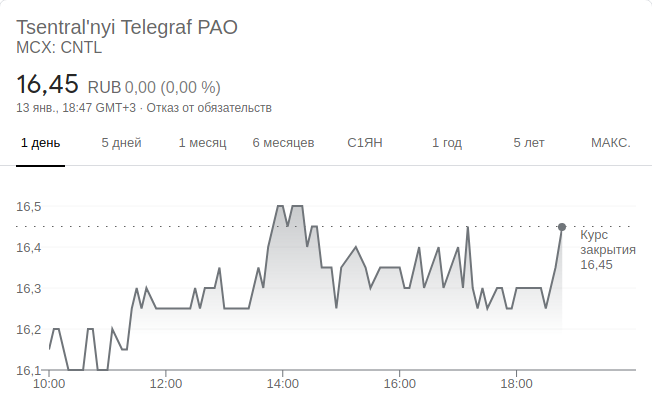 Tsentral'nyi Telegraf PAO
MCX: CNTL
16,45 RUB 0,00 (0,00 %)
13 янв., 18:47 GMT+3 · Отказ от обязательств
1 день 5 дней 1 месяц 6 месяцев С1ЯН 1 год 5 лет МАКС.
16,5
Курс
16,4
закрытия
16,45
16,3
16,2
16,1
10:00 12:00 14:00 16:00 18:00